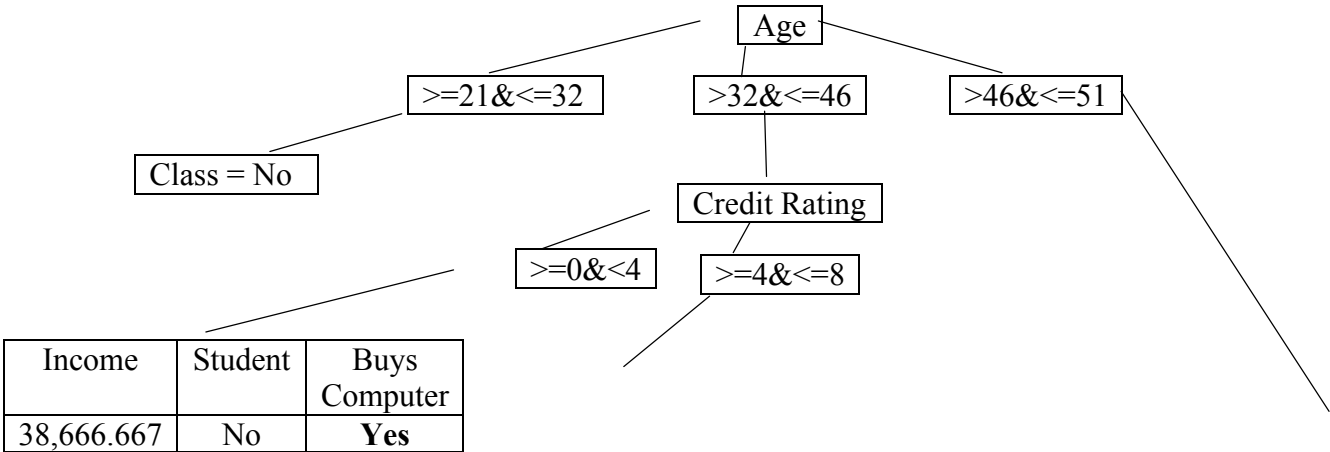 Age
>=21&<=32
>32&<=46
>46&<=51
Class = No
Credit Rating
>=0&<4
>=4&<=8
Income Student Buys
Computer
38,666.667 No Yes